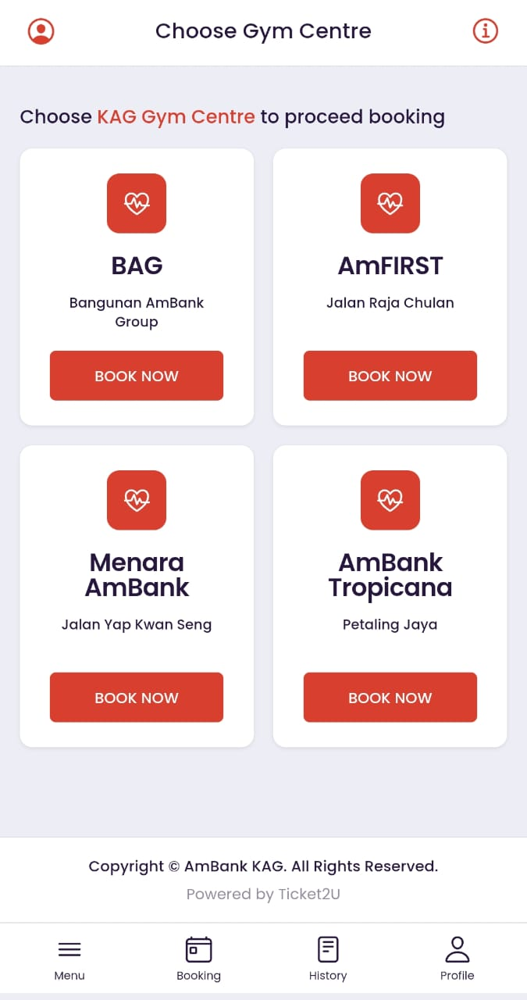 Choose Gym Centre
Choose KAG Gym Centre to proceed booking
BAG
Bangunan AmBank
Group
BOOK NOW
AmFIRST
Jalan Raja Chulan
BOOK NOW
Menara
AmBank
Jalan Yap Kwan Seng
BOOK NOW
AmBank
Tropicana
Petaling Jaya
BOOK NOW
Copyright © AmBank KAG. All Rights Reserved.
Powered by Ticket2U
Menu
Booking
History
Profile